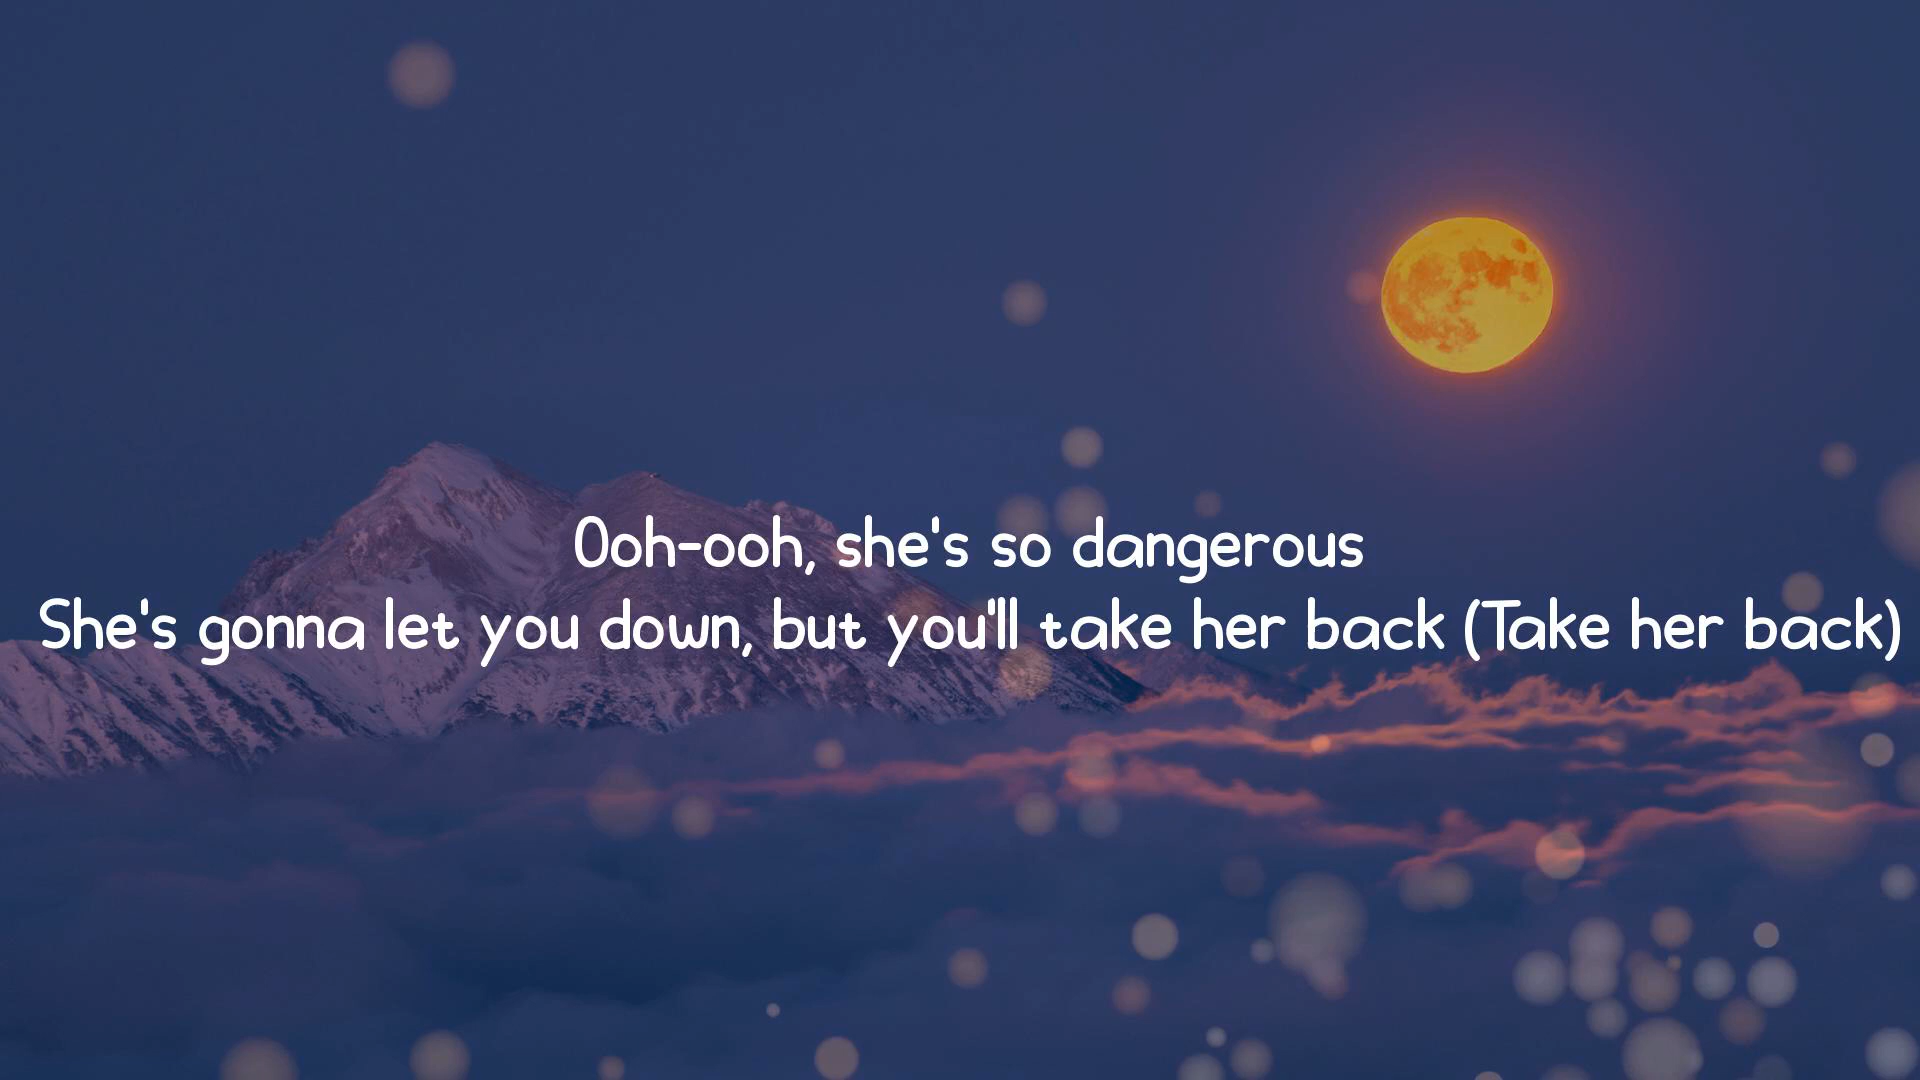 Ooh-ooh, she's so dangerous
She's gonna let you down, but you'll take her back (Take her back)